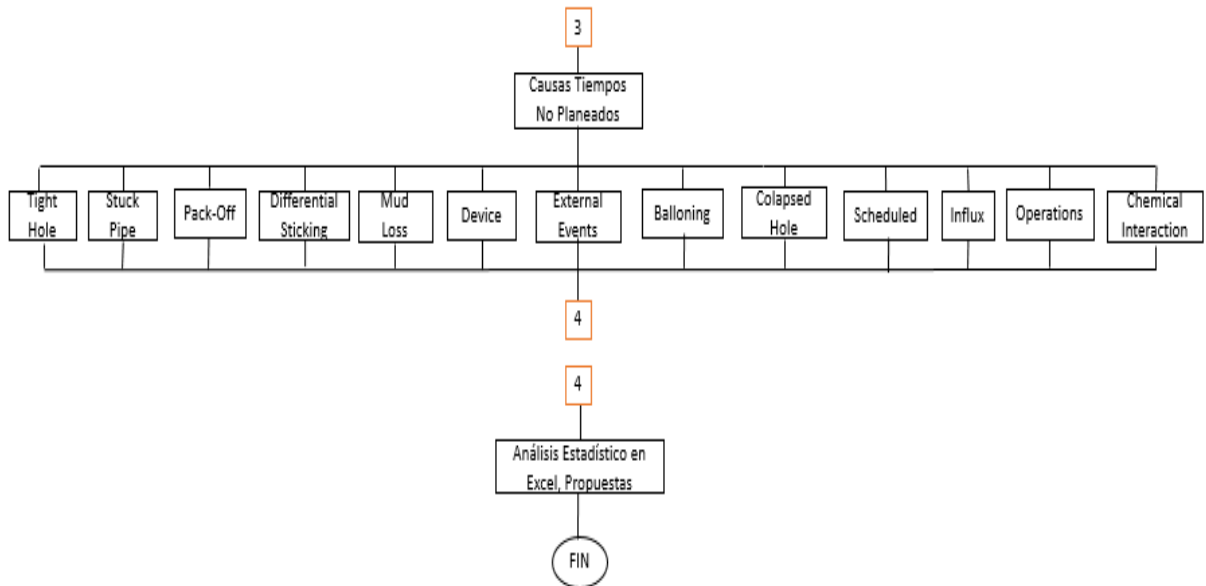 3
Causas Tiempos
No Planeados
Tight
Hole
Stuck
Pipe
Pack-Off
Differential
Sticking
Mud
Loss
Device
External
Events
Balloning
Colapsed
Hole
Scheduled
Influx
Operations
Chemical
Interaction
4
4
Análisis Estadístico en
Excel, Propuestas
FIN